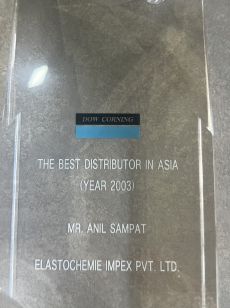 DOW CORNING
THE BEST DISTRIBUTOR IN ASIA
(YEAR 2003)
MR. ANIL SAMPAT
ELASTOCHEMIE IMPEX PVT. LTD.